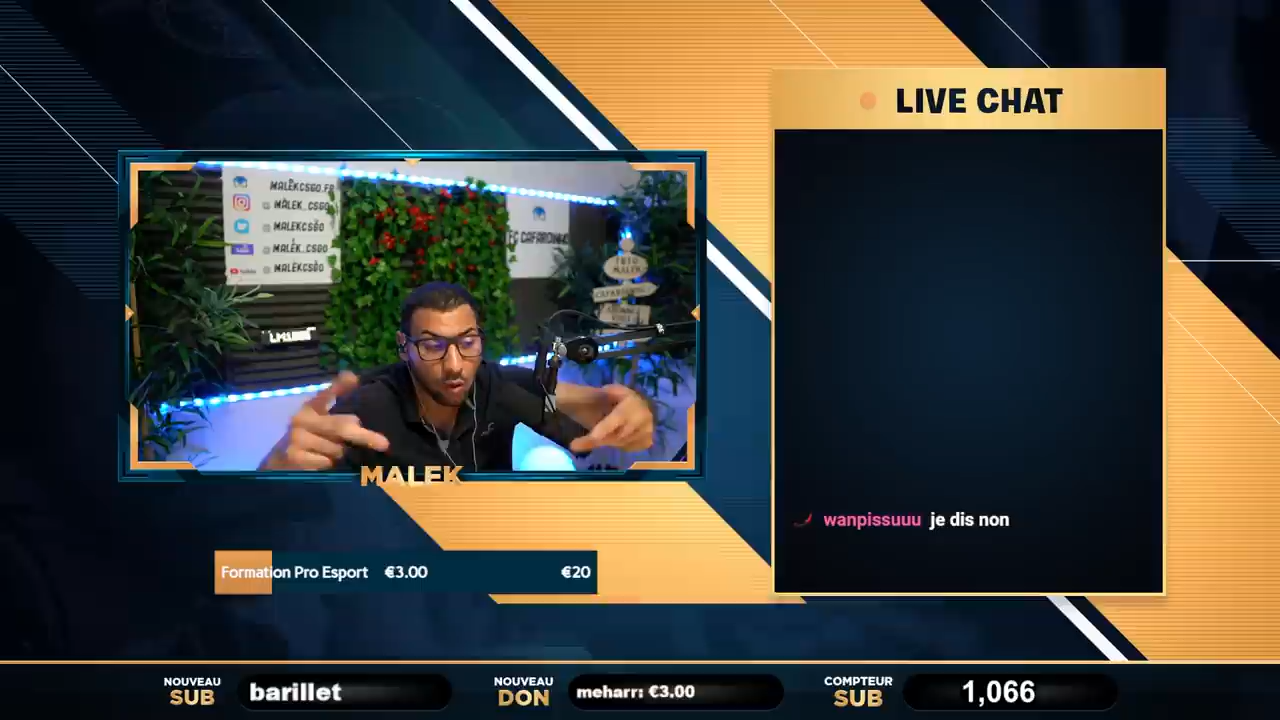 LIVE CHAT
MALEKCSGO.FR
@ MALEK_CSGO
@ MALEKCSGO
@ MALEK_CSGO
YouTube @ MALEKCSGO
MALEK
wanpissuuu je dis non
Formation Pro Esport €3.00 €20
NOUVEAU
SUB
barillet
NOUVEAU
DON
meharr: €3.00
COMPTEUR
SUB
1,066